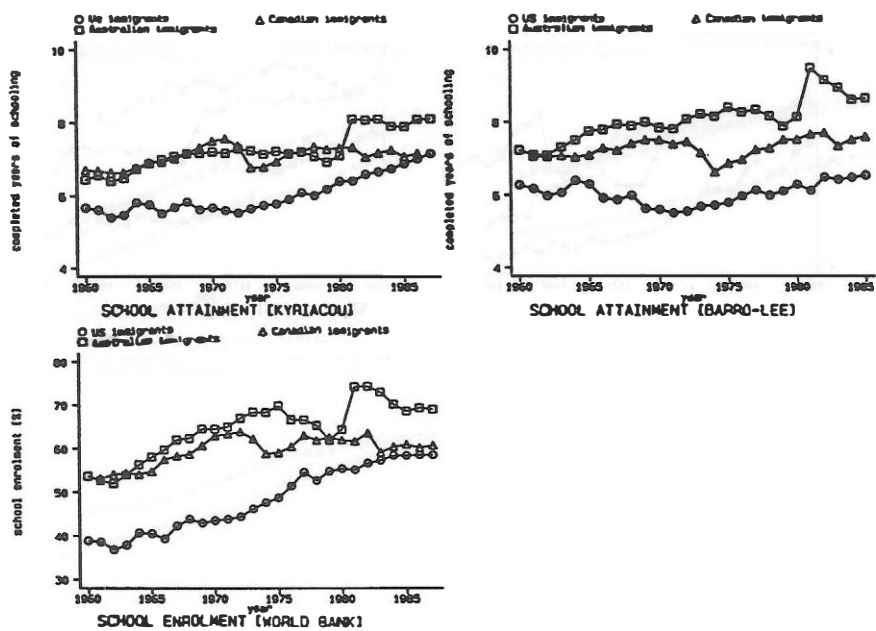 ○ US immigrants △ Canadian immigrants
□ Australian immigrants
completed years of schooling
10
8
6
4
1960 1965 1970 1975 1980 1985
year
SCHOOL ATTAINMENT [KYRIACOU]
○ US immigrants △ Canadian immigrants
□ Australian immigrants
completed years of schooling
10
8
6
4
1960 1965 1970 1975 1980 1985
year
SCHOOL ATTAINMENT [BARRO-LEE]
○ US immigrants △ Canadian immigrants
□ Australian immigrants
school enrolment [%]
80
70
60
50
40
30
1960 1965 1970 1975 1980 1985
year
SCHOOL ENROLMENT [WORLD BANK]